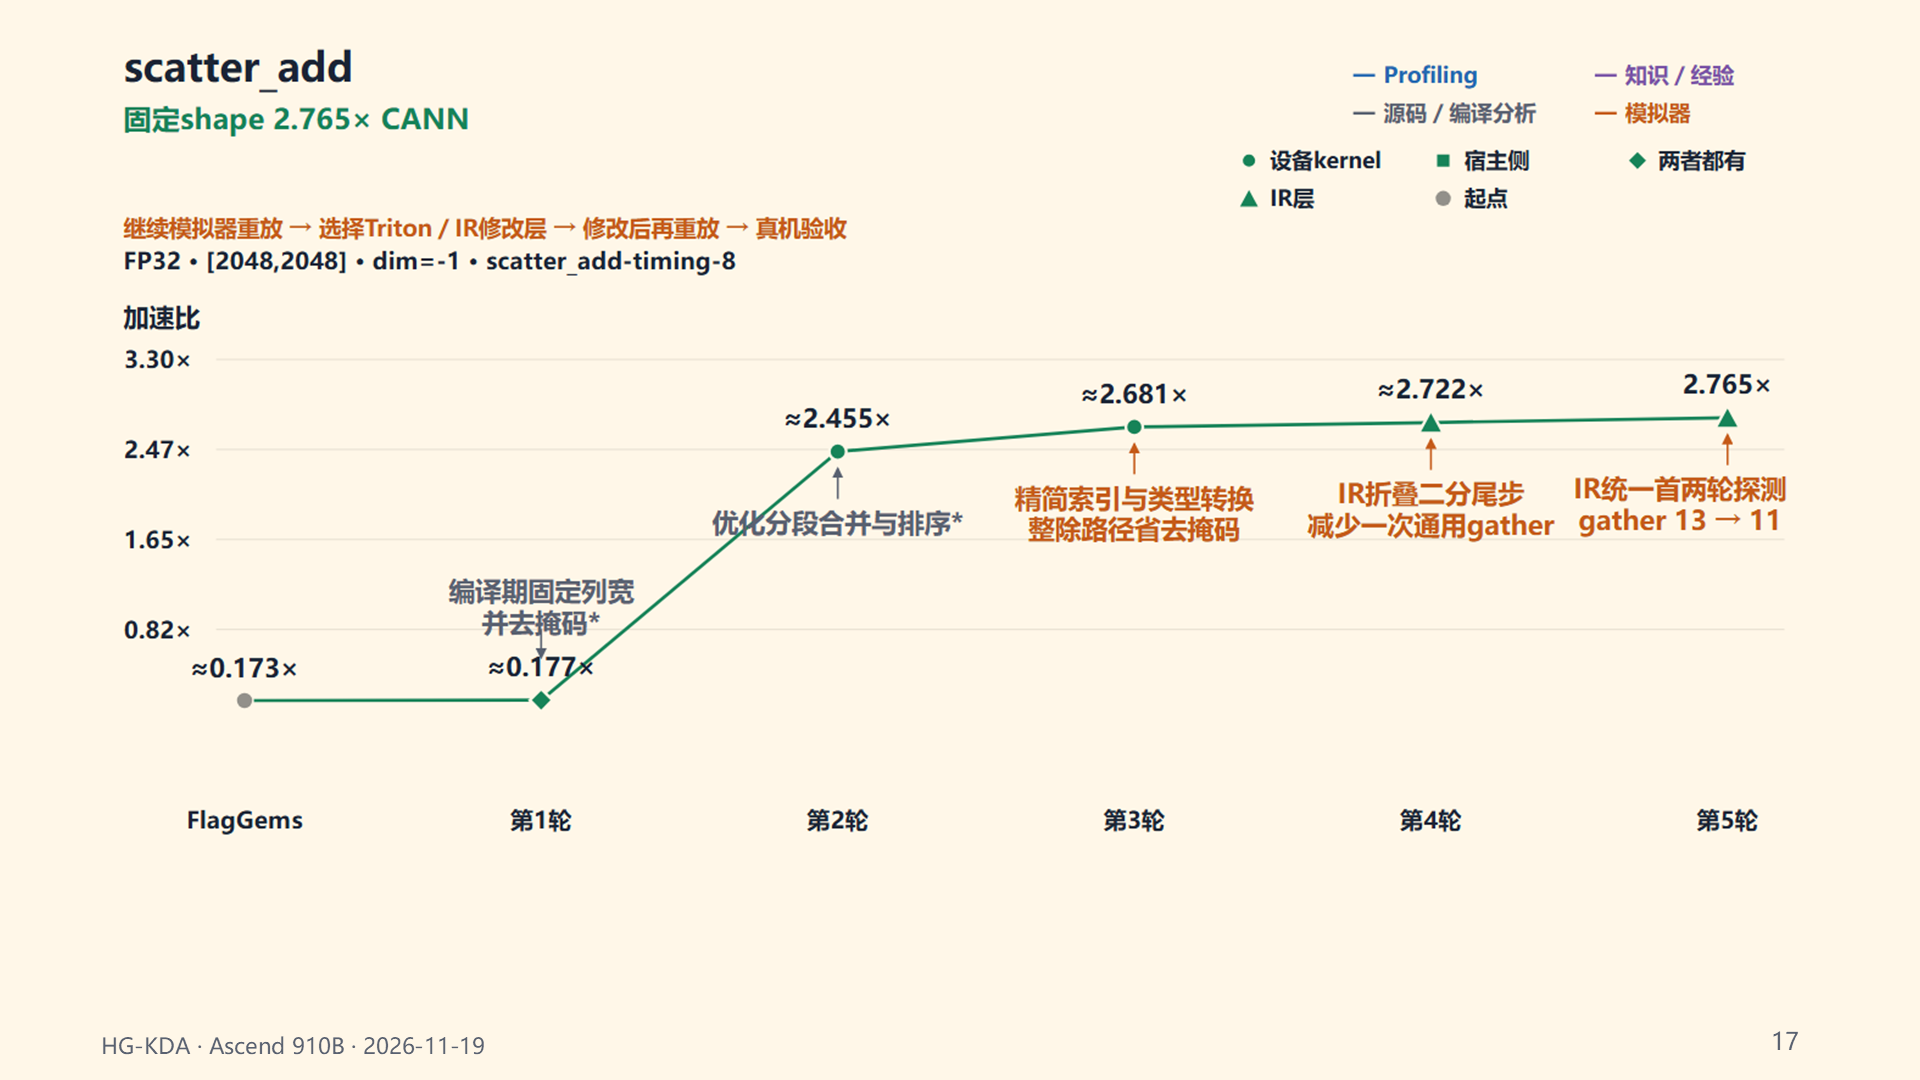 scatter_add
固定shape 2.765× CANN
— Profiling
— 知识 / 经验
— 源码 / 编译分析
— 模拟器
设备kernel
宿主侧
两者都有
IR层
起点
继续模拟器重放 → 选择Triton / IR修改层 → 修改后再重放 → 真机验收
FP32 • [2048,2048] • dim=-1 • scatter_add-timing-8
加速比
3.30×
2.47×
1.65×
0.82×
≈0.173×
≈0.177×
≈2.455×
≈2.681×
≈2.722×
2.765×
编译期固定列宽
并去掩码*
优化分段合并与排序*
精简索引与类型转换
整除路径省去掩码
IR折叠二分尾步
减少一次通用gather
IR统一首两轮探测
gather 13 → 11
FlagGems
第1轮
第2轮
第3轮
第4轮
第5轮
HG-KDA · Ascend 910B · 2026-11-19
17